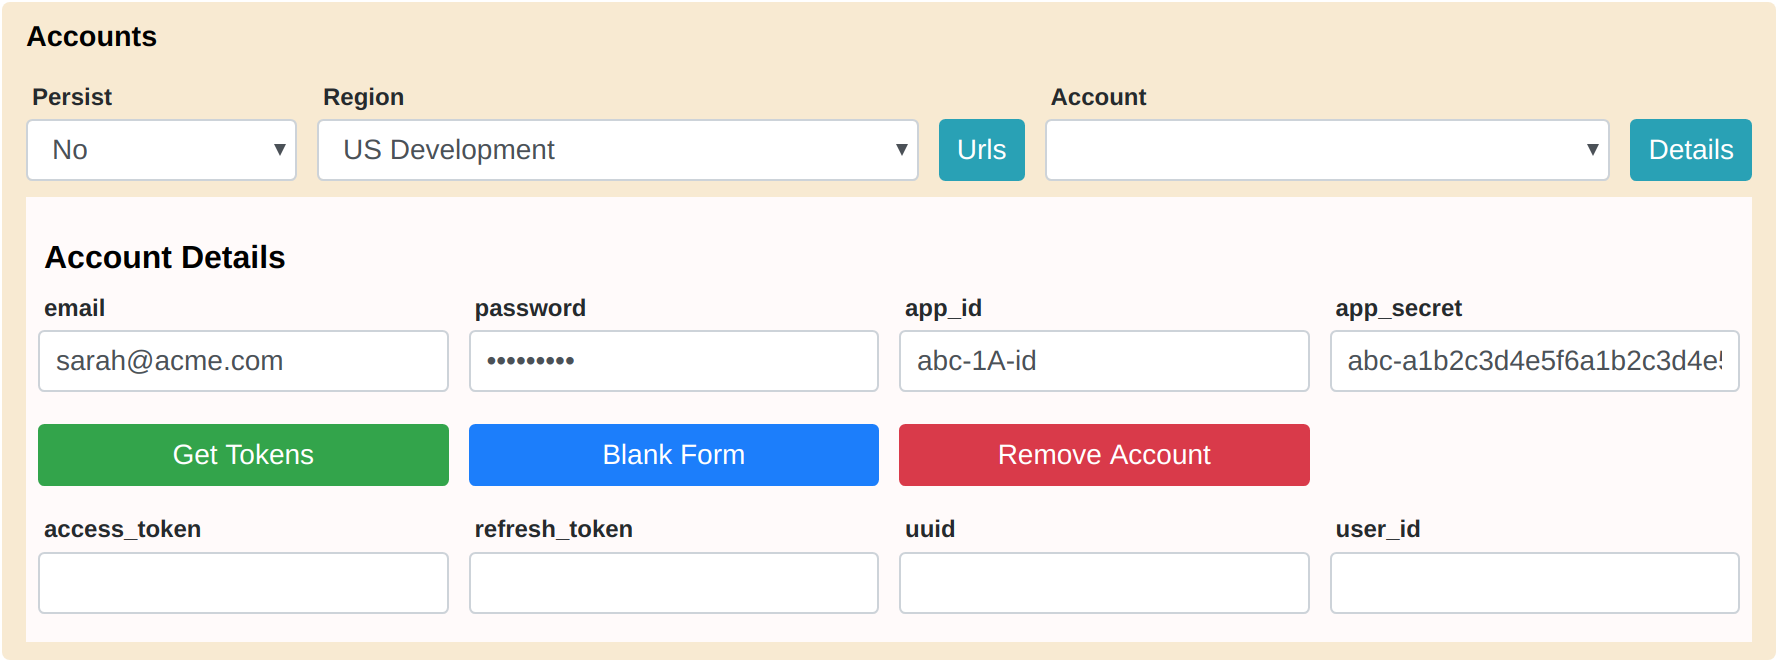 Accounts
Persist Region Account
No US Development Urls Details
Account Details
email password app_id app_secret
sarah@acme.com ••••••••• abc-1A-id abc-a1b2c3d4e5f6a1b2c3d4e
Get Tokens Blank Form Remove Account
access_token refresh_token uuid user_id